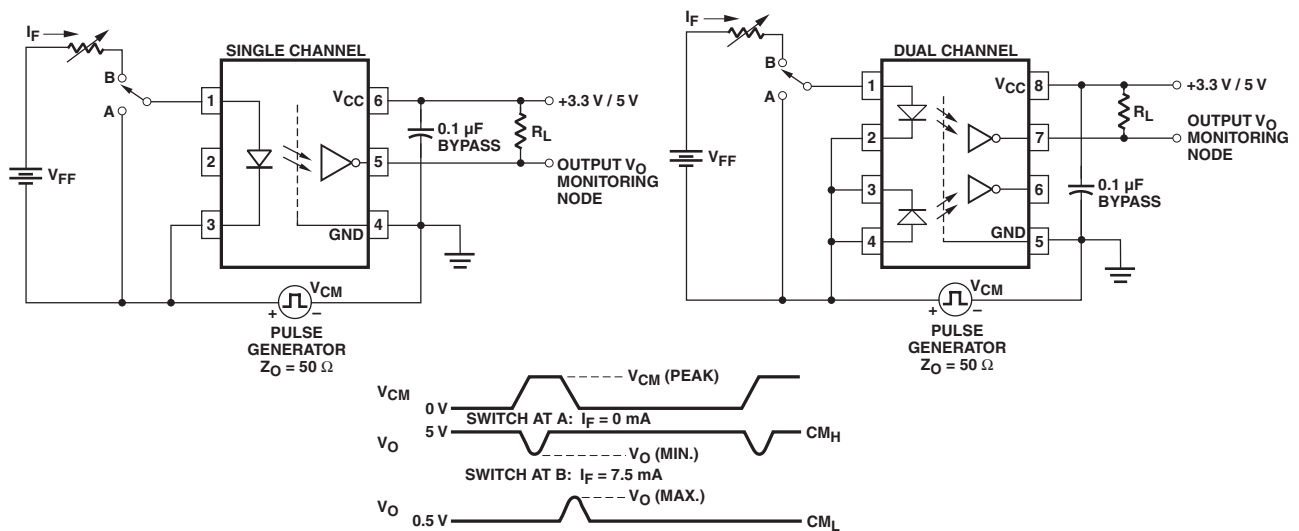 I_F
SINGLE CHANNEL
B
A
1
2
3
V_CC
6
5
4
GND
0.1 µF
BYPASS
R_L
+3.3 V / 5 V
OUTPUT V_O
MONITORING
NODE
V_FF
V_CM
+ –
PULSE
GENERATOR
Z_O = 50 Ω
I_F
DUAL CHANNEL
B
A
1
2
3
4
V_CC
8
7
6
5
GND
R_L
0.1 µF
BYPASS
+3.3 V / 5 V
OUTPUT V_O
MONITORING
NODE
V_FF
V_CM
+ –
PULSE
GENERATOR
Z_O = 50 Ω
V_CM
0 V
V_CM (PEAK)
SWITCH AT A: I_F = 0 mA
V_O
5 V
CM_H
V_O (MIN.)
SWITCH AT B: I_F = 7.5 mA
V_O (MAX.)
V_O
0.5 V
CM_L